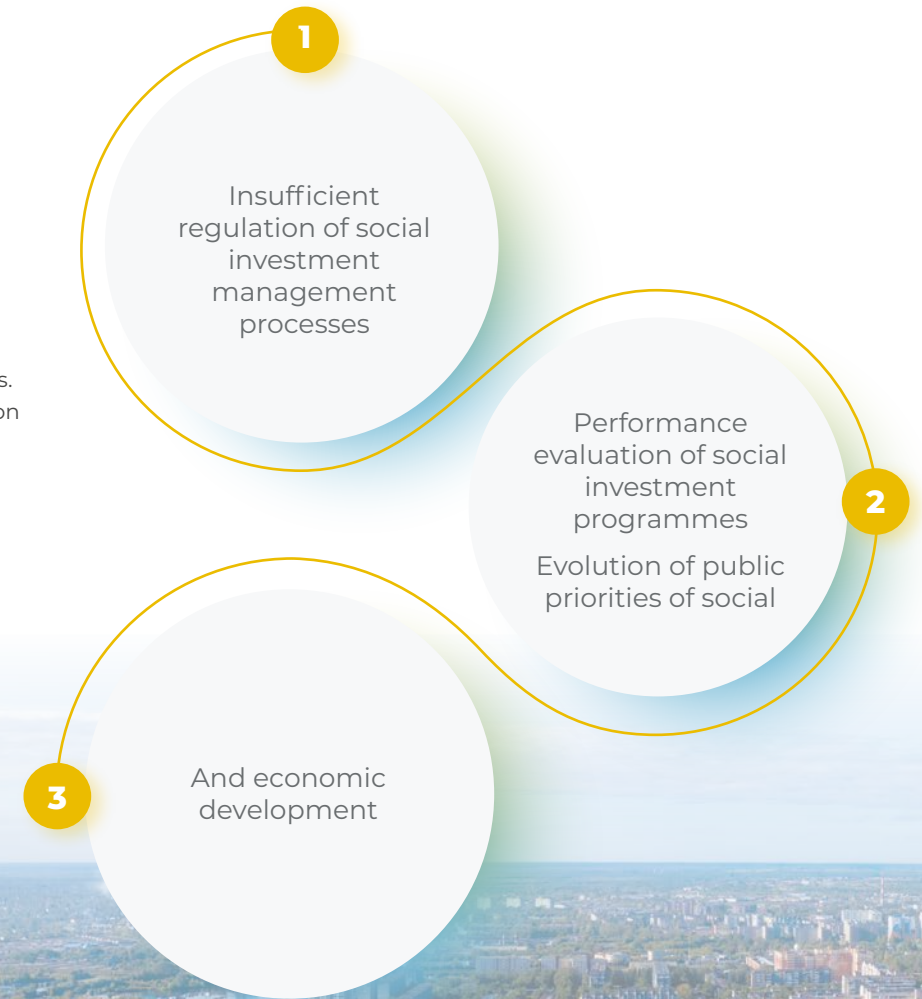 1
Insufficient
regulation of social
investment
management
processes
s.
on
Performance
evaluation of social
investment
programmes
2
Evolution of public
priorities of social
And economic
development
3